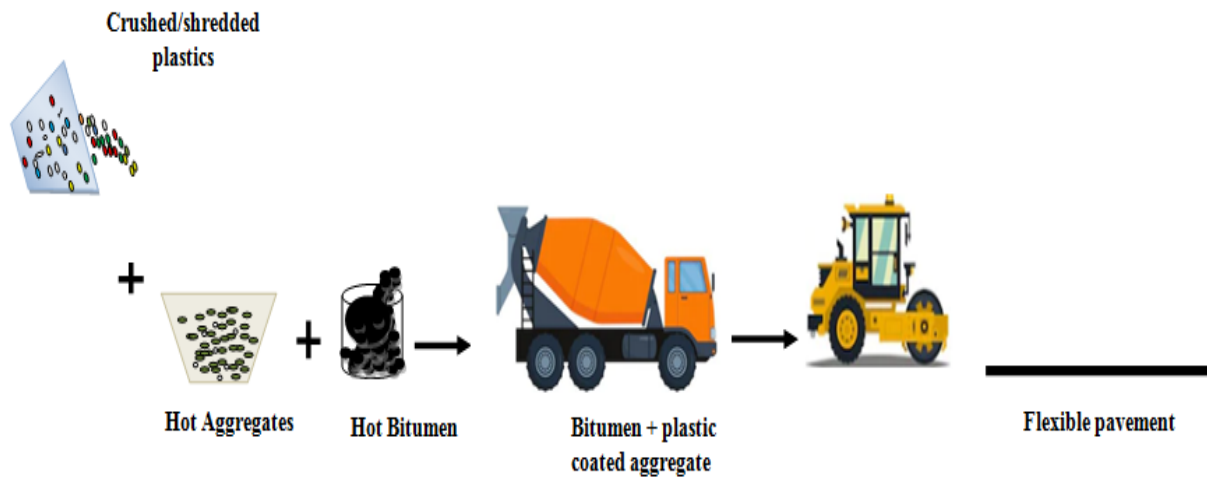 Crushed/shredded
plastics
+
+
Hot Aggregates
Hot Bitumen
Bitumen + plastic
coated aggregate
Flexible pavement